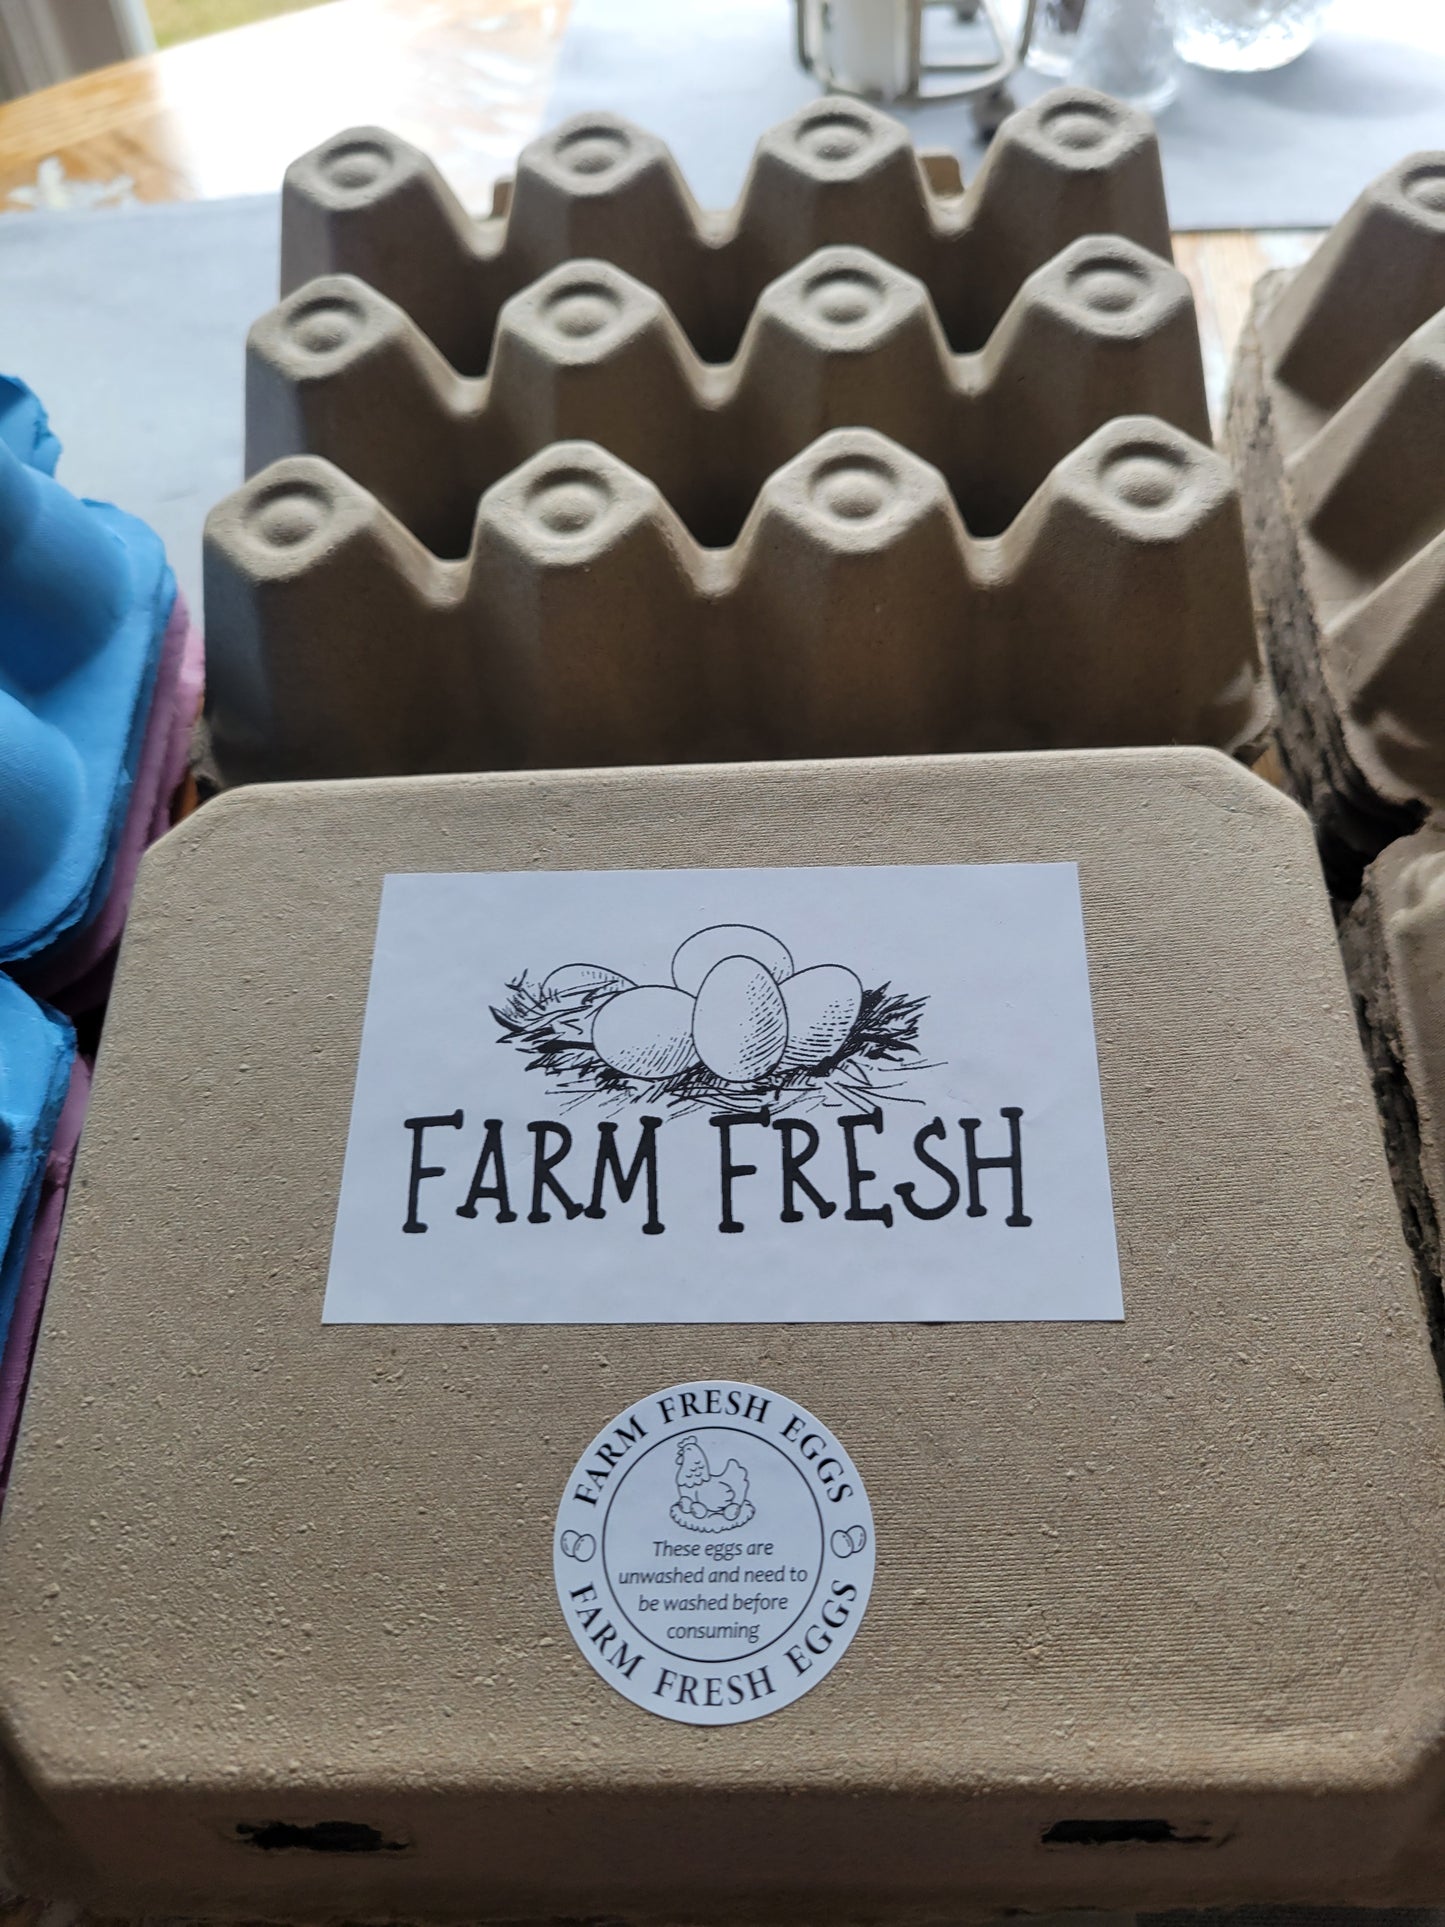 FARM FRESH
FARM FRESH EGGS
These eggs are
unwashed and need to
be washed before
consuming
FARM FRESH EGGS